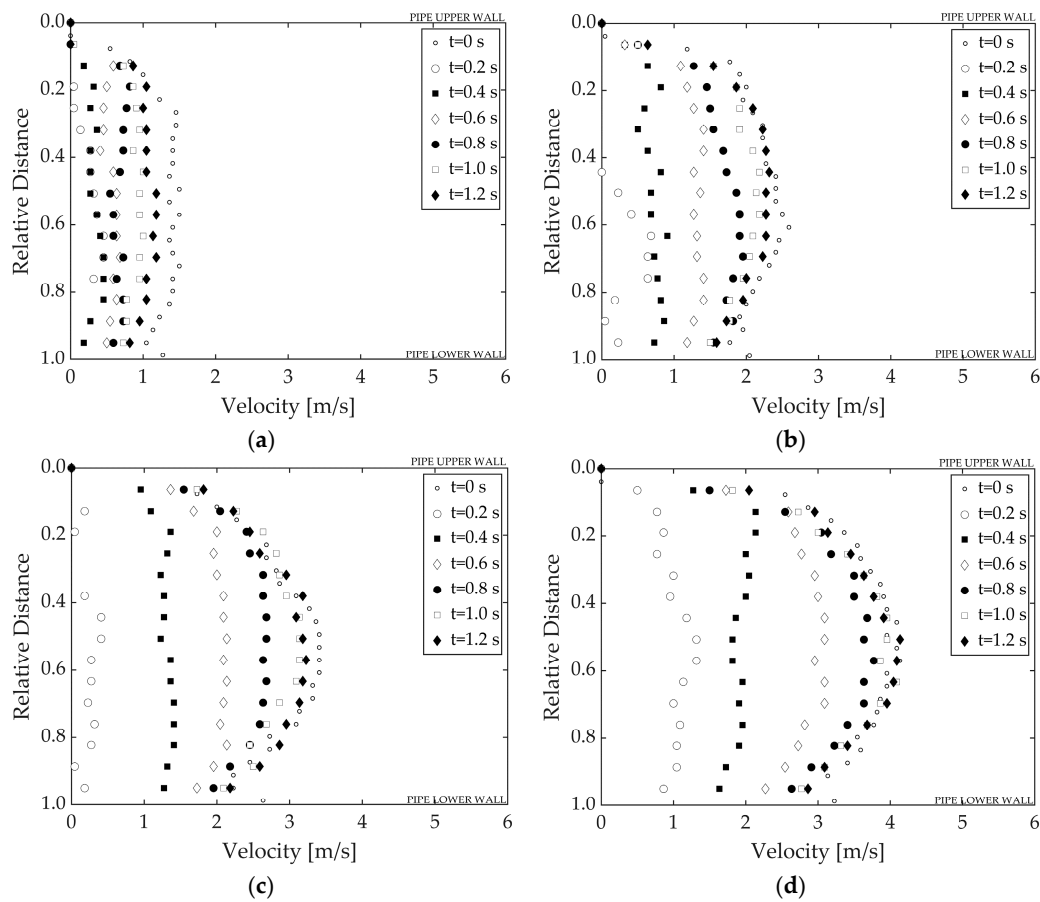 PIPE UPPER WALL
0.0
0.2
0.4
0.6
0.8
1.0
Relative Distance
t=0 s
t=0.2 s
t=0.4 s
t=0.6 s
t=0.8 s
t=1.0 s
t=1.2 s
PIPE LOWER WALL
0 1 2 3 4 5 6
Velocity [m/s]
(a)
PIPE UPPER WALL
0.0
0.2
0.4
0.6
0.8
1.0
Relative Distance
t=0 s
t=0.2 s
t=0.4 s
t=0.6 s
t=0.8 s
t=1.0 s
t=1.2 s
PIPE LOWER WALL
0 1 2 3 4 5 6
Velocity [m/s]
(b)
PIPE UPPER WALL
0.0
0.2
0.4
0.6
0.8
1.0
Relative Distance
t=0 s
t=0.2 s
t=0.4 s
t=0.6 s
t=0.8 s
t=1.0 s
t=1.2 s
PIPE LOWER WALL
0 1 2 3 4 5 6
Velocity [m/s]
(c)
PIPE UPPER WALL
0.0
0.2
0.4
0.6
0.8
1.0
Relative Distance
t=0 s
t=0.2 s
t=0.4 s
t=0.6 s
t=0.8 s
t=1.0 s
t=1.2 s
PIPE LOWER WALL
0 1 2 3 4 5 6
Velocity [m/s]
(d)